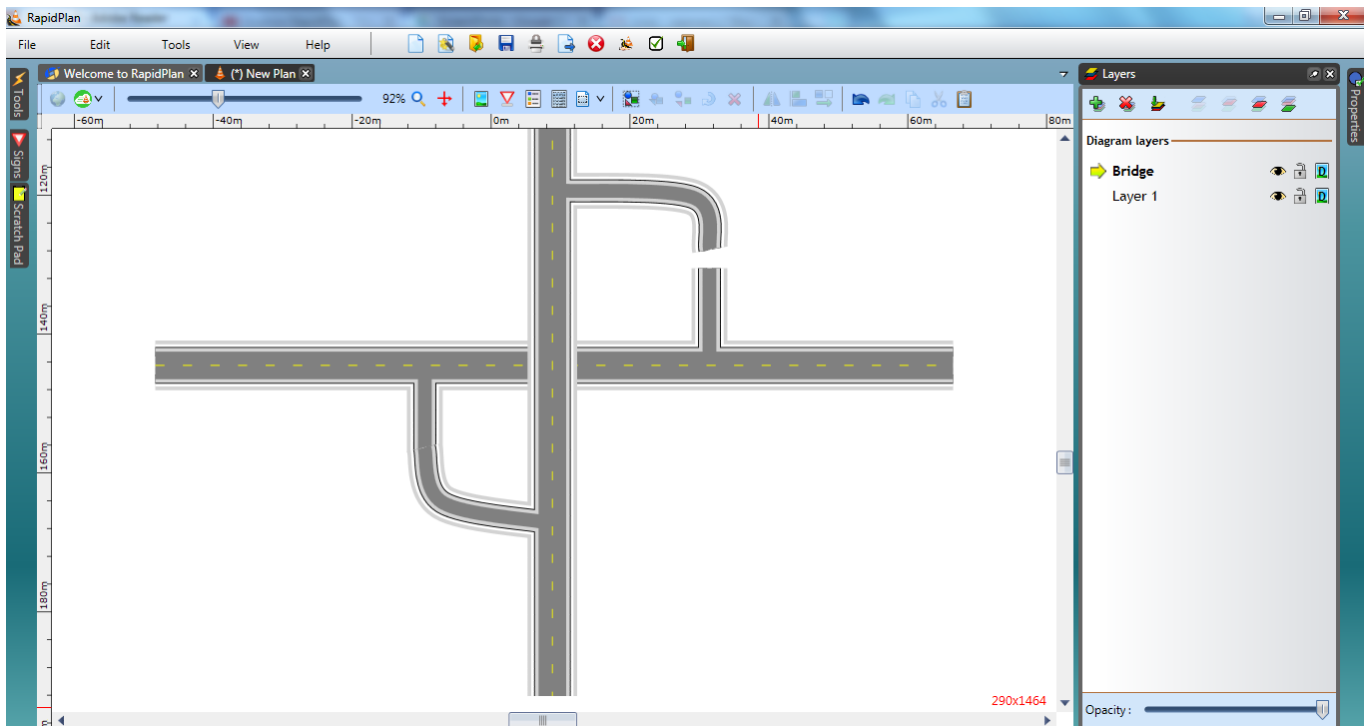 RapidPlan
File Edit Tools View Help
Welcome to RapidPlan (*) New Plan
Layers
Tools
Signs
Scratch Pad
Properties
92%
-60m -40m -20m 0m 20m 40m 60m 80m
Diagram layers
120m
Bridge D
Layer 1 D
140m
160m
180m
290x1464
Opacity :